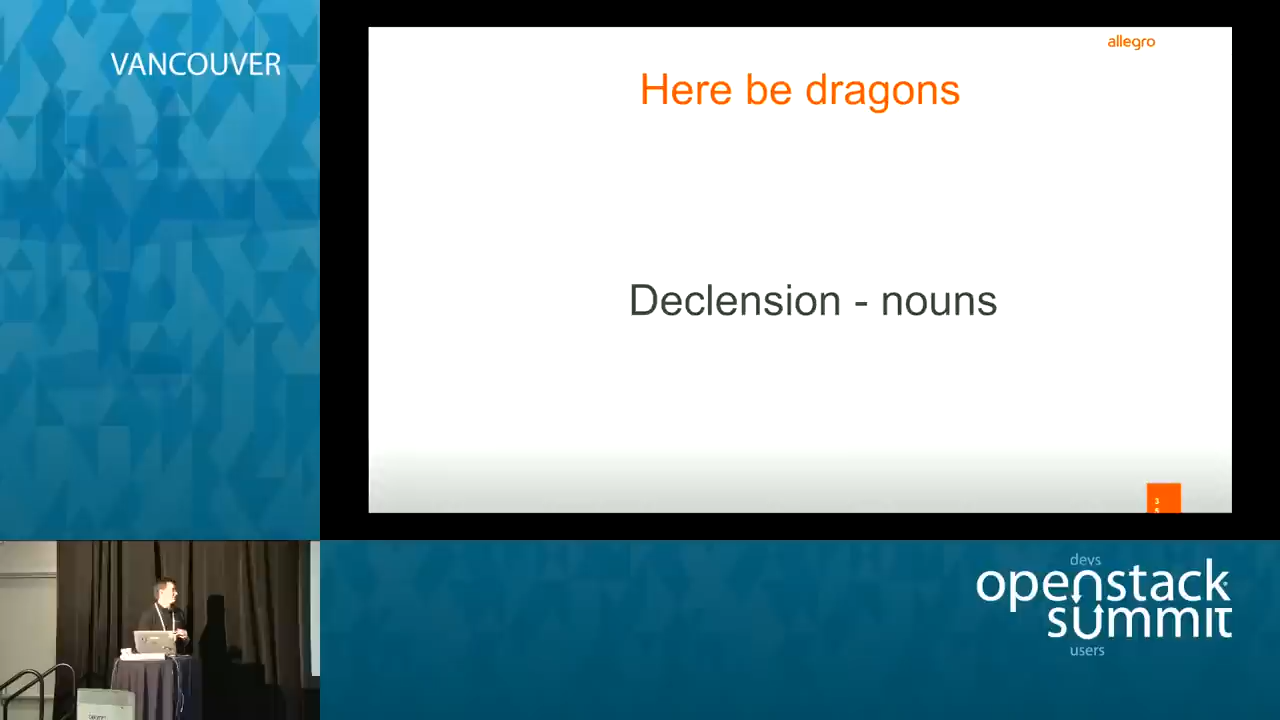 VANCOUVER
allegro
Here be dragons
Declension - nouns
devs
openstack
summit
users